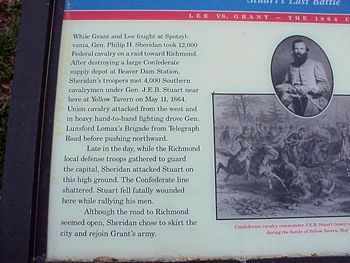 Stuart's Last Battle
LEE VS. GRANT – THE 1864 C
While Grant and Lee fought at Spotsyl-
vania, Gen. Philip H. Sheridan took 12,000
Federal cavalry on a raid toward Richmond.
After destroying a large Confederate
supply depot at Beaver Dam Station,
Sheridan's troopers met 4,000 Southern
cavalrymen under Gen. J.E.B. Stuart near
here at Yellow Tavern on May 11, 1864.
Union cavalry attacked from the west and
in heavy hand-to-hand fighting drove Gen.
Lunsford Lomax's Brigade from Telegraph
Road before pushing northward.
Late in the day, while the Richmond
local defense troops gathered to guard
the capital, Sheridan attacked Stuart on
this high ground. The Confederate line
shattered. Stuart fell fatally wounded
here while rallying his men.
Although the road to Richmond
seemed open, Sheridan chose to skirt the
city and rejoin Grant's army.
Confederate cavalry commander J.E.B. Stuart (inset)
during the battle of Yellow Tavern, May